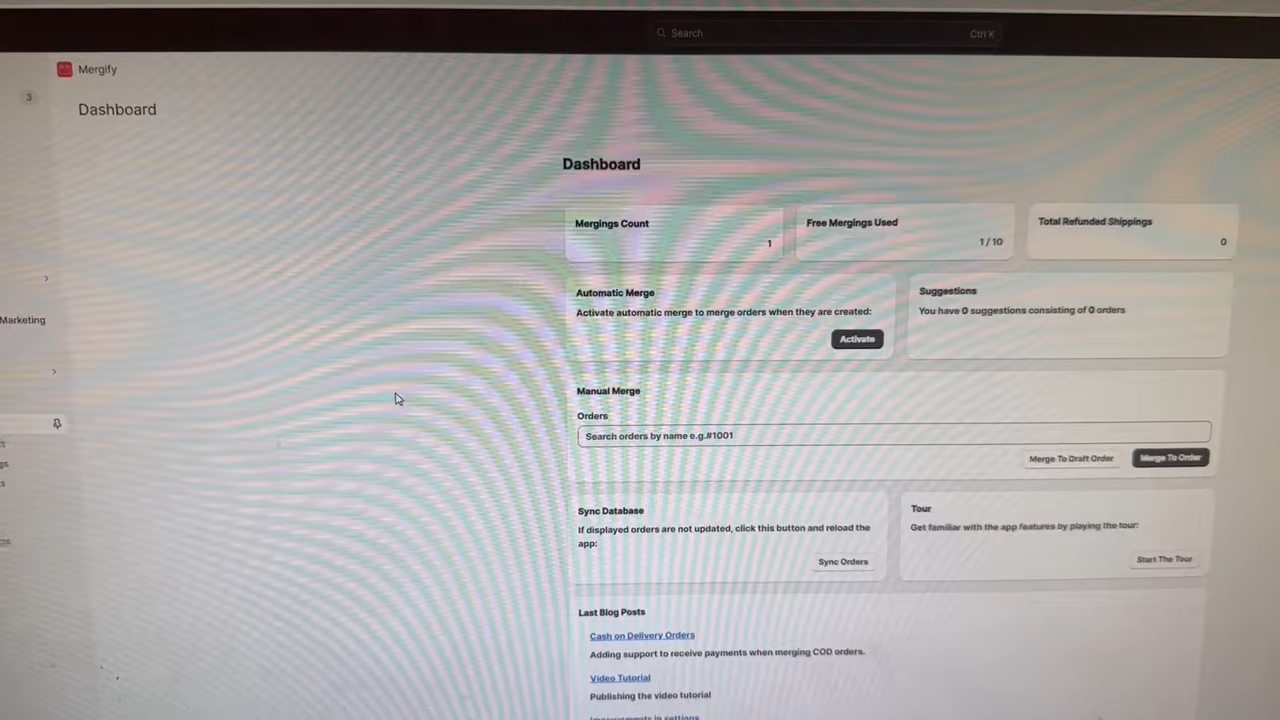 Search
Ctrl K
Mergify
3
Dashboard
Dashboard
Mergings Count
1
Free Mergings Used
1 / 10
Total Refunded Shippings
0
Automatic Merge
Activate automatic merge to merge orders when they are created:
Activate
Suggestions
You have 0 suggestions consisting of 0 orders
Marketing
Manual Merge
Orders
Search orders by name e.g.#1001
Merge To Draft Order
Merge To Order
Sync Database
If displayed orders are not updated, click this button and reload the
app:
Sync Orders
Tour
Get familiar with the app features by playing the tour:
Start The Tour
Last Blog Posts
Cash on Delivery Orders
Adding support to receive payments when merging COD orders.
Video Tutorial
Publishing the video tutorial
Improvements in settings